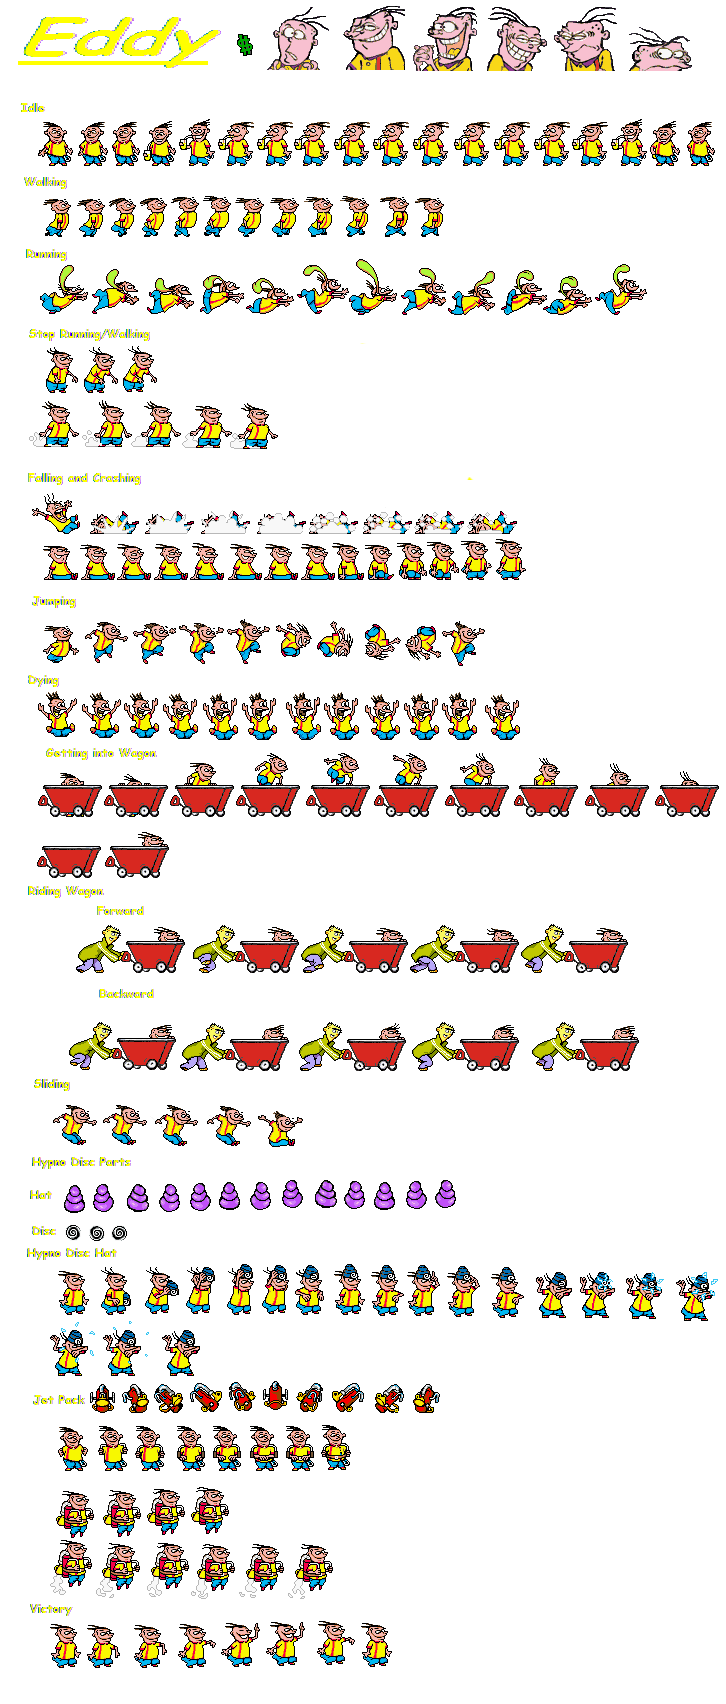 Eddy $
Idle
Walking
Running
Stop Running/Walking
Falling and Crashing
Jumping
Dying
Getting into Wagon
Riding Wagon
Forward
Backward
Sliding
Hypno Disc Parts
Hat
Disc
Hypno Disc Hat
Jet Pack
Victory